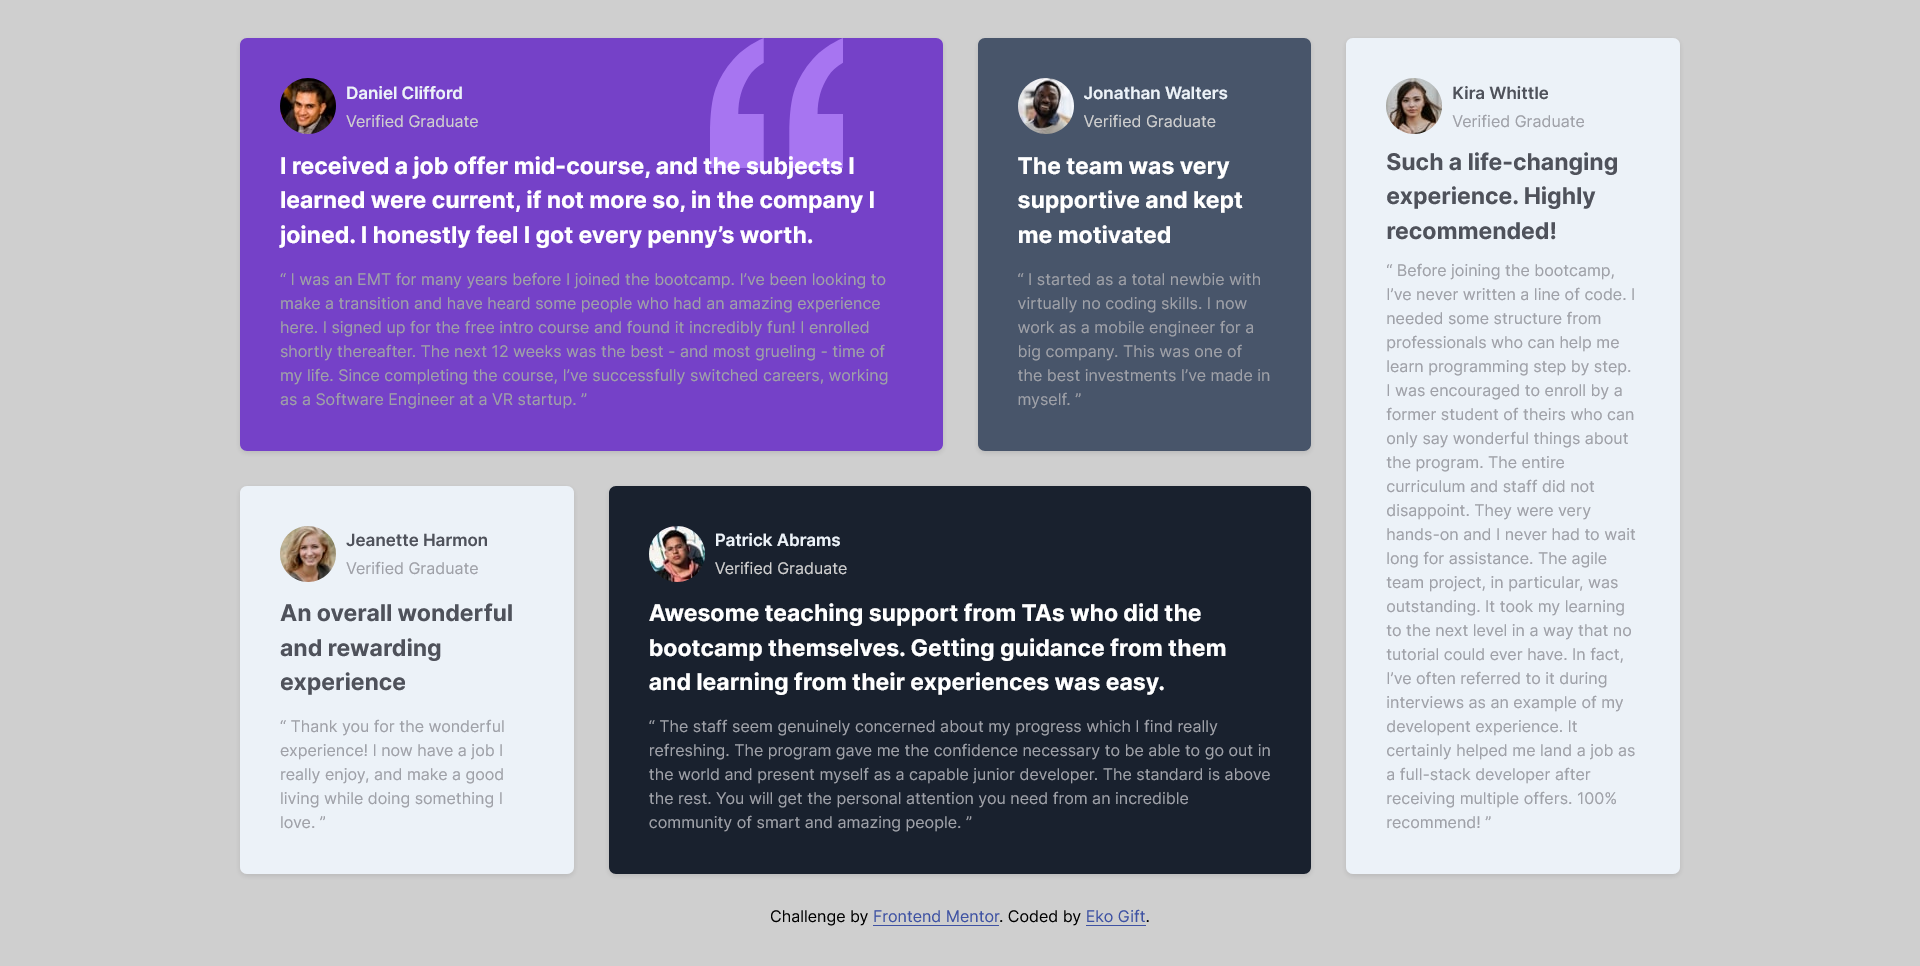 Daniel Clifford
Verified Graduate
I received a job offer mid-course, and the subjects I
learned were current, if not more so, in the company I
joined. I honestly feel I got every penny’s worth.
“ I was an EMT for many years before I joined the bootcamp. I’ve been looking to
make a transition and have heard some people who had an amazing experience
here. I signed up for the free intro course and found it incredibly fun! I enrolled
shortly thereafter. The next 12 weeks was the best - and most grueling - time of
my life. Since completing the course, I’ve successfully switched careers, working
as a Software Engineer at a VR startup. ”
Jonathan Walters
Verified Graduate
The team was very
supportive and kept
me motivated
“ I started as a total newbie with
virtually no coding skills. I now
work as a mobile engineer for a
big company. This was one of
the best investments I’ve made in
myself. ”
Kira Whittle
Verified Graduate
Such a life-changing
experience. Highly
recommended!
“ Before joining the bootcamp,
I’ve never written a line of code. I
needed some structure from
professionals who can help me
learn programming step by step.
I was encouraged to enroll by a
former student of theirs who can
only say wonderful things about
the program. The entire
curriculum and staff did not
disappoint. They were very
hands-on and I never had to wait
long for assistance. The agile
team project, in particular, was
outstanding. It took my learning
to the next level in a way that no
tutorial could ever have. In fact,
I’ve often referred to it during
interviews as an example of my
developent experience. It
certainly helped me land a job as
a full-stack developer after
receiving multiple offers. 100%
recommend! “
Jeanette Harmon
Verified Graduate
An overall wonderful
and rewarding
experience
“ Thank you for the wonderful
experience! I now have a job I
really enjoy, and make a good
living while doing something I
love. “
Patrick Abrams
Verified Graduate
Awesome teaching support from TAs who did the
bootcamp themselves. Getting guidance from them
and learning from their experiences was easy.
“ The staff seem genuinely concerned about my progress which I find really
refreshing. The program gave me the confidence necessary to be able to go out in
the world and present myself as a capable junior developer. The standard is above
the rest. You will get the personal attention you need from an incredible
community of smart and amazing people. ”
Challenge by Frontend Mentor. Coded by Eko Gift.